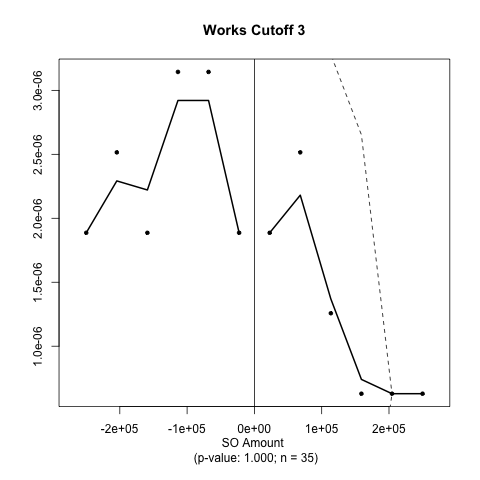 Works Cutoff 3
3.0e-06
2.5e-06
2.0e-06
1.5e-06
1.0e-06
-2e+05 -1e+05 0e+00 1e+05 2e+05
SO Amount
(p-value: 1.000; n = 35)